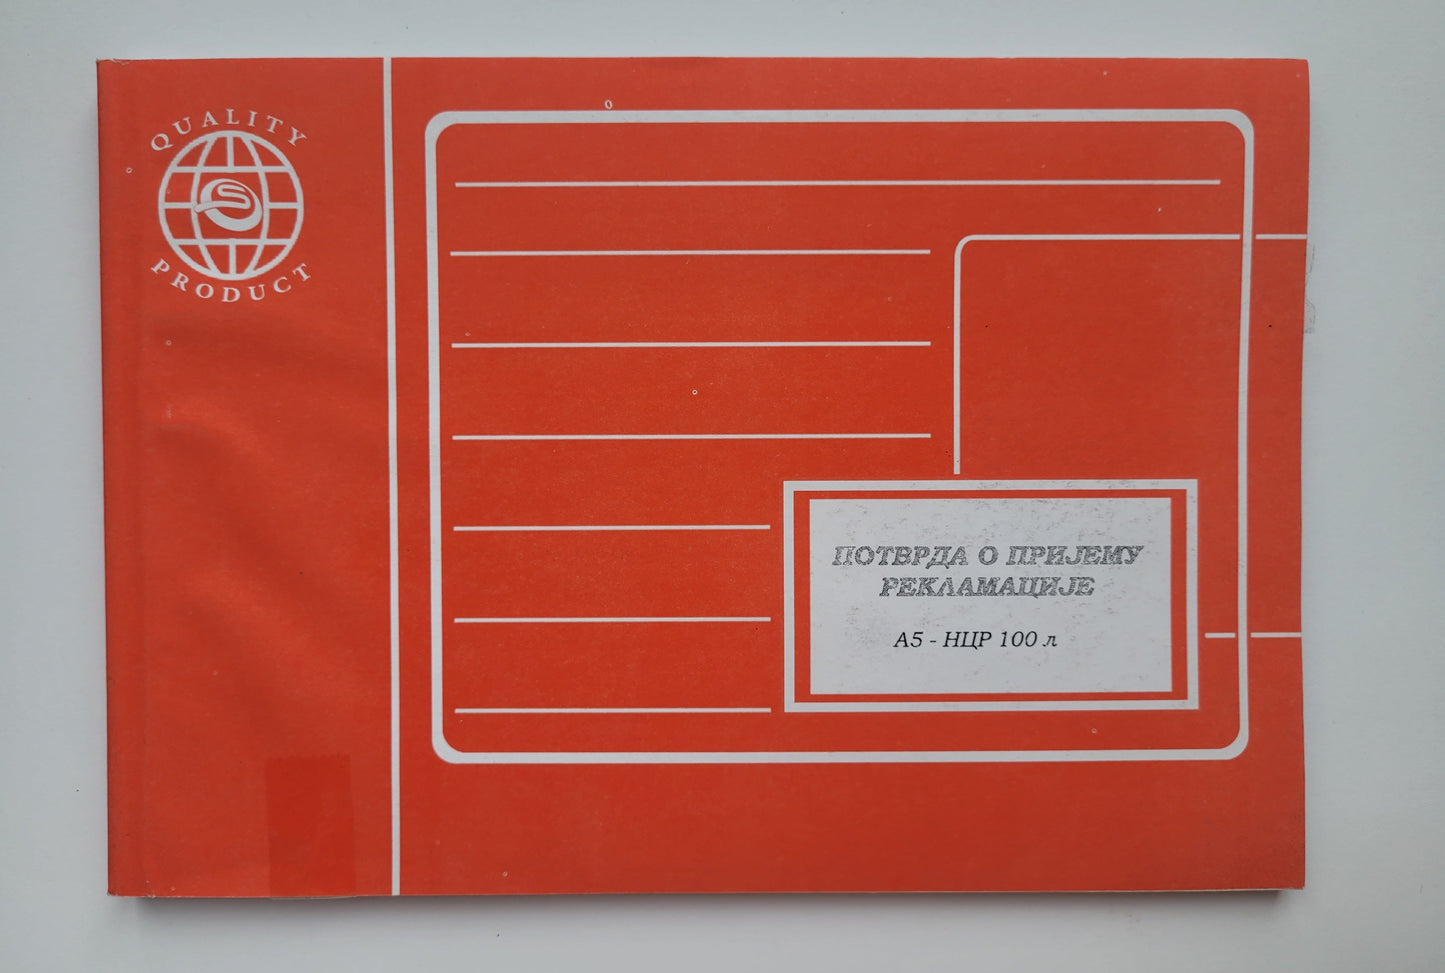 QUALITY
PRODUCT
ПОТВРДА О ПРИЈЕМУ
РЕКЛАМАЦИЈЕ
А5 - НЦР 100 л